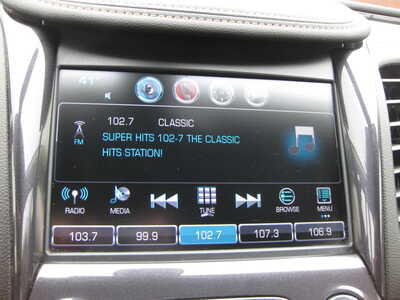 41°
102.7 CLASSIC
FM
SUPER HITS 102-7 THE CLASSIC
HITS STATION!
RADIO MEDIA TUNE BROWSE MENU
103.7 99.9 102.7 107.3 106.9